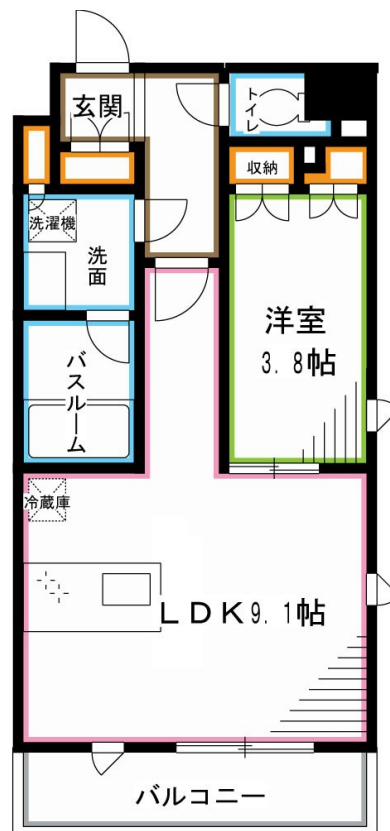 玄関
トイレ
収納
洗濯機
洗面
洋室
3.8帖
バスルーム
冷蔵庫
LDK9.1帖
バルコニー